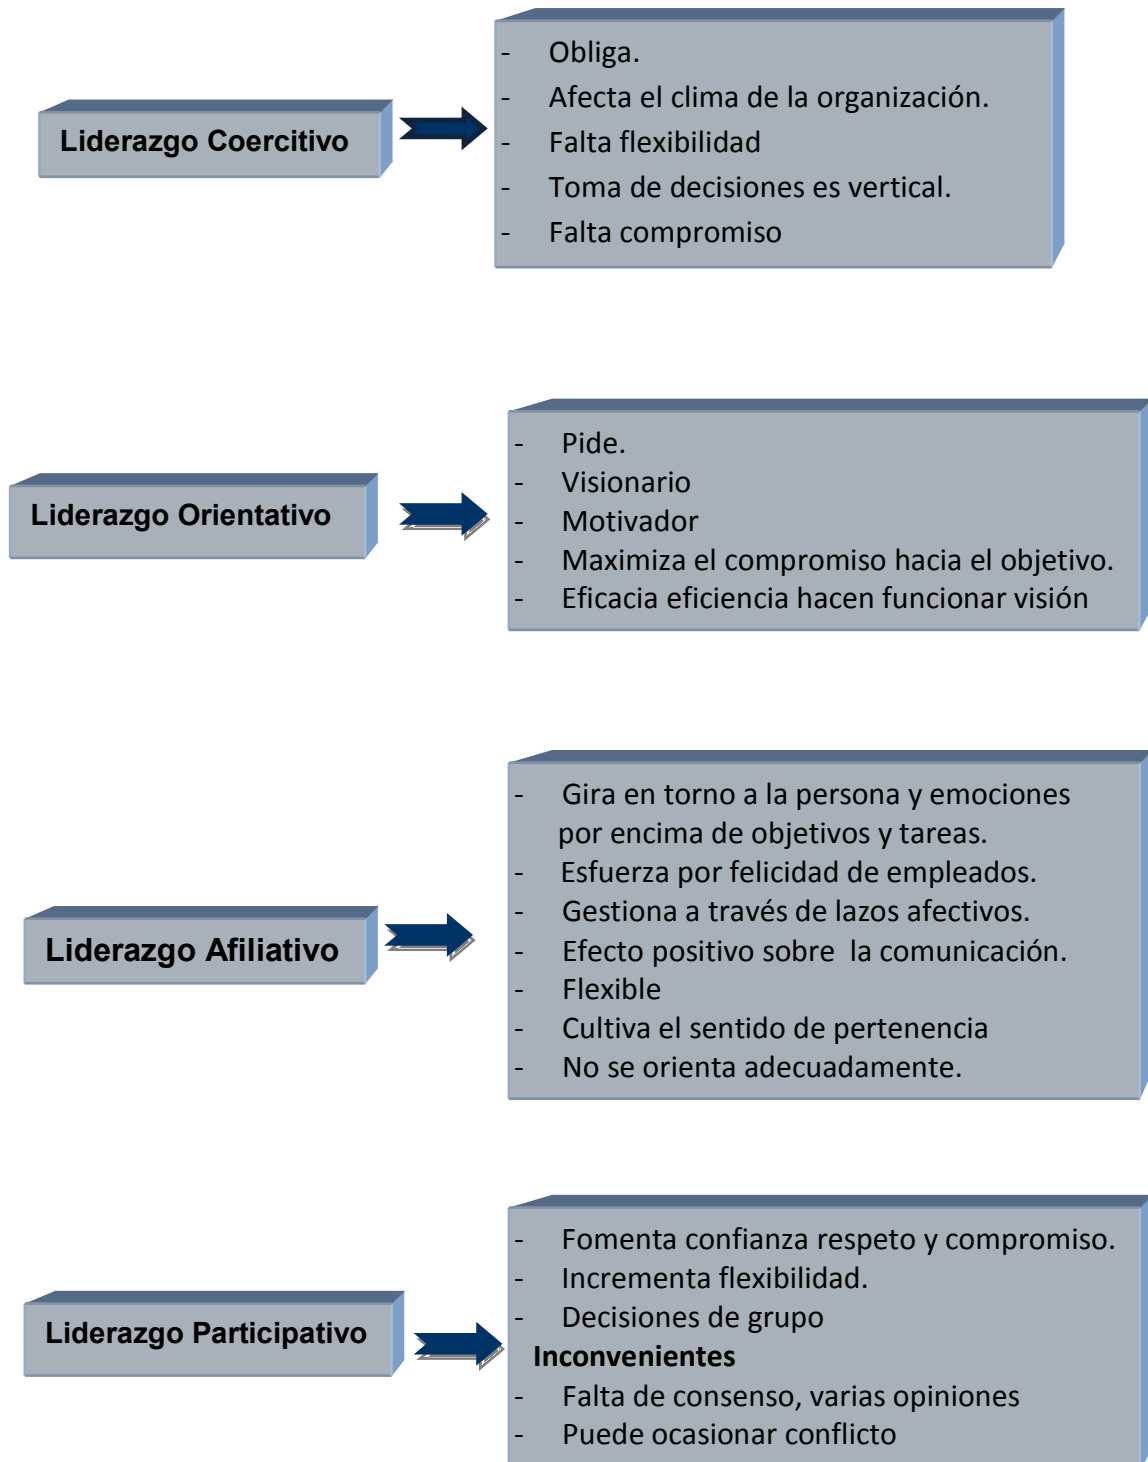 Liderazgo Coercitivo
- Obliga.
- Afecta el clima de la organización.
- Falta flexibilidad
- Toma de decisiones es vertical.
- Falta compromiso
Liderazgo Orientativo
- Pide.
- Visionario
- Motivador
- Maximiza el compromiso hacia el objetivo.
- Eficacia eficiencia hacen funcionar visión
Liderazgo Afiliativo
- Gira en torno a la persona y emociones
por encima de objetivos y tareas.
- Esfuerza por felicidad de empleados.
- Gestiona a través de lazos afectivos.
- Efecto positivo sobre la comunicación.
- Flexible
- Cultiva el sentido de pertenencia
- No se orienta adecuadamente.
Liderazgo Participativo
- Fomenta confianza respeto y compromiso.
- Incrementa flexibilidad.
- Decisiones de grupo
Inconvenientes
- Falta de consenso, varias opiniones
- Puede ocasionar conflicto